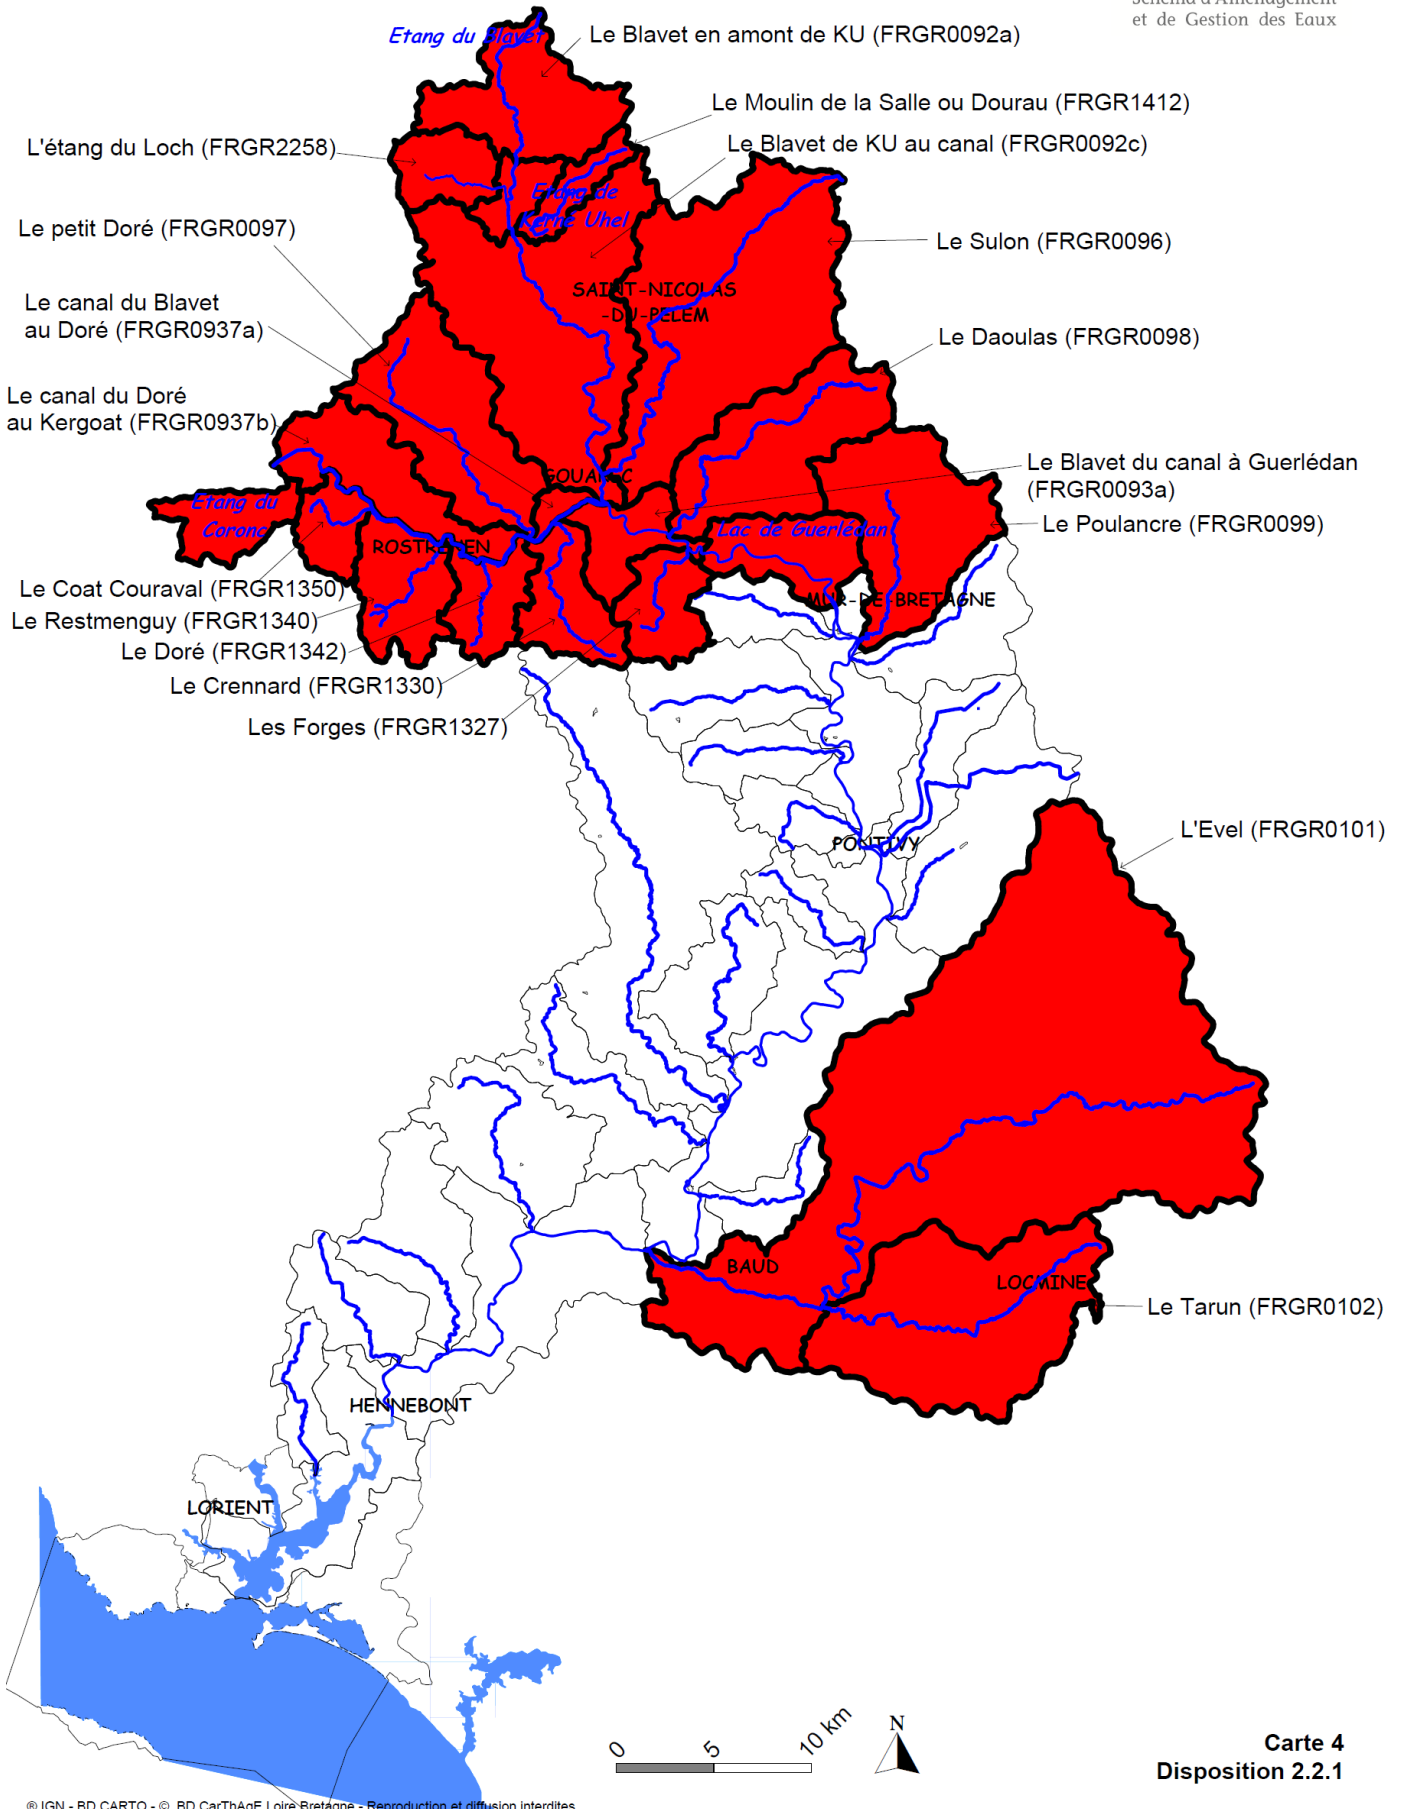 Schéma d'Aménagement
et de Gestion des Eaux
Etang du Blavet
Le Blavet en amont de KU (FRGR0092a)
Le Moulin de la Salle ou Dourau (FRGR1412)
L'étang du Loch (FRGR2258)
Le Blavet de KU au canal (FRGR0092c)
Etang de
Kerné Uhel
Le petit Doré (FRGR0097)
Le Sulon (FRGR0096)
SAINT-NICOLAS
-DU-PELEM
Le canal du Blavet
au Doré (FRGR0937a)
Le Daoulas (FRGR0098)
Le canal du Doré
au Kergoat (FRGR0937b)
GOUAREC
Le Blavet du canal à Guerlédan
(FRGR0093a)
Etang du
Coronc
Lac de Guerlédan
Le Poulancre (FRGR0099)
ROSTRENEN
Le Coat Couraval (FRGR1350)
MUR-DE-BRETAGNE
Le Restmenguy (FRGR1340)
Le Doré (FRGR1342)
Le Crennard (FRGR1330)
Les Forges (FRGR1327)
L'Evel (FRGR0101)
PONTIVY
BAUD
LOCMINE
Le Tarun (FRGR0102)
HENNEBONT
LORIENT
0 5 10 km
N
Carte 4
Disposition 2.2.1
® IGN - BD CARTO - © BD CarThAgE Loire Bretagne - Reproduction et diffusion interdites